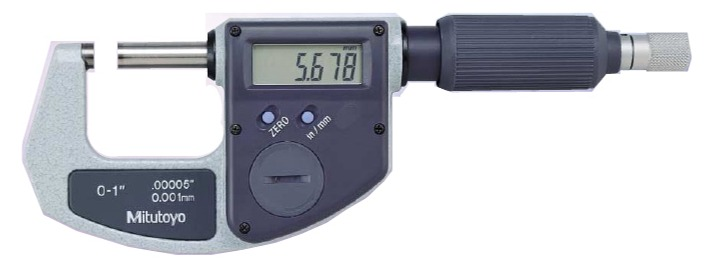 mm
5.678
ZERO
in/mm
0-1" .00005"
0.001mm
Mitutoyo